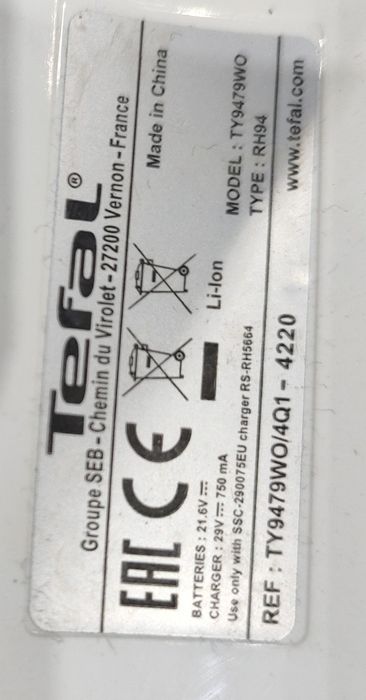 Tefal®
Groupe SEB - Chemin du Virolet - 27200 Vernon - France
Made in China
EAC CE
Li-Ion
BATTERIES : 21.6V
CHARGER : 29V 750 mA
Use only with SSC-290075EU charger RS-RH5664
MODEL : TY9479WO
TYPE : RH94
REF : TY9479WO/4Q1 - 4220
www.tefal.com